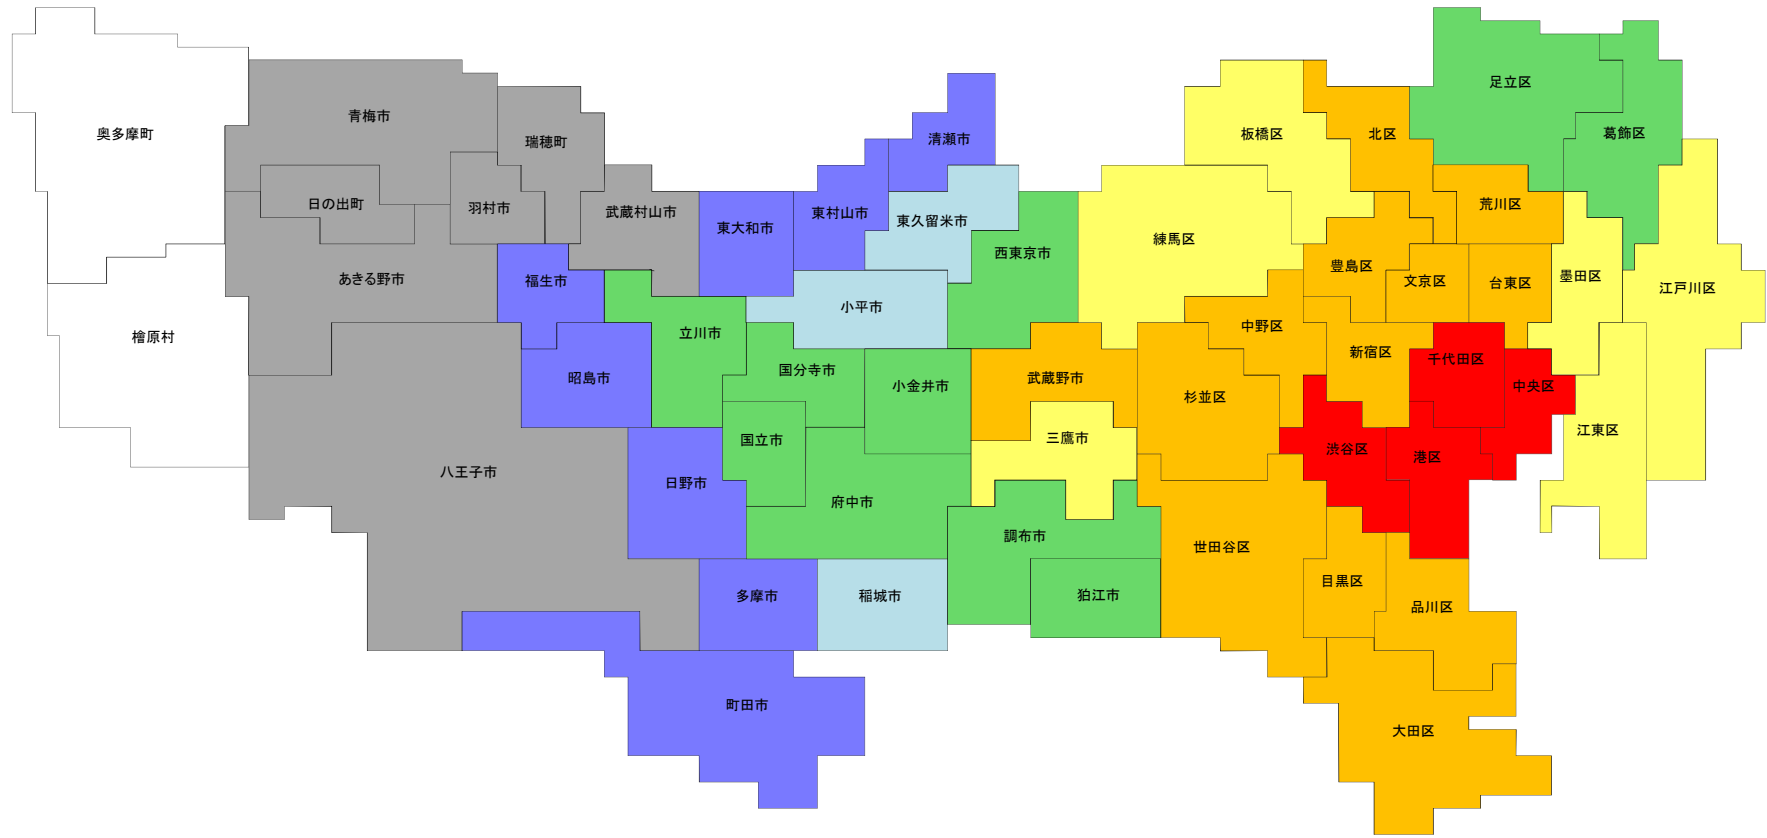 足立区
青梅市
奥多摩町
板橋区
北区
葛飾区
瑞穂町
清瀬市
日の出町
羽村市
武蔵村山市
東村山市
東久留米市
荒川区
東大和市
練馬区
西東京市
あきる野市
福生市
豊島区
文京区
台東区
墨田区
江戸川区
小平市
檜原村
立川市
中野区
新宿区
千代田区
国分寺市
昭島市
小金井市
武蔵野市
中央区
杉並区
国立市
三鷹市
江東区
渋谷区
港区
八王子市
日野市
府中市
調布市
世田谷区
目黒区
多摩市
稲城市
狛江市
品川区
町田市
大田区